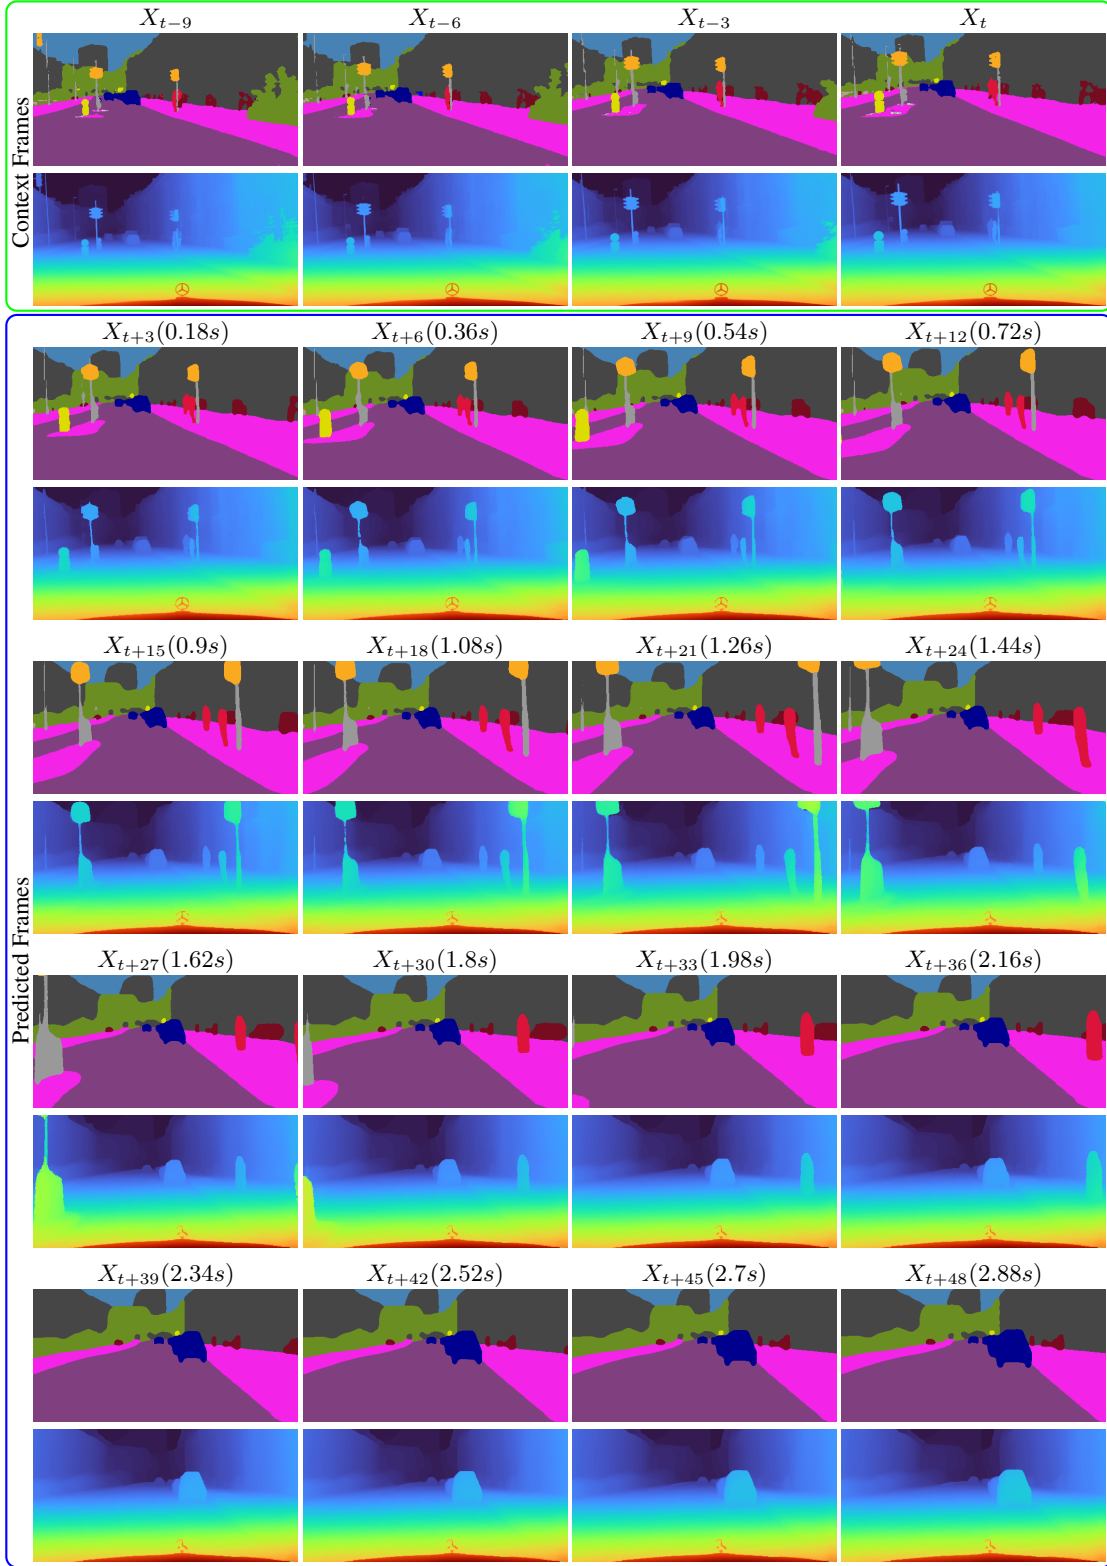 X_{t−9} X_{t−6} X_{t−3} X_t
Context Frames
X_{t+3}(0.18s) X_{t+6}(0.36s) X_{t+9}(0.54s) X_{t+12}(0.72s)
X_{t+15}(0.9s) X_{t+18}(1.08s) X_{t+21}(1.26s) X_{t+24}(1.44s)
Predicted Frames
X_{t+27}(1.62s) X_{t+30}(1.8s) X_{t+33}(1.98s) X_{t+36}(2.16s)
X_{t+39}(2.34s) X_{t+42}(2.52s) X_{t+45}(2.7s) X_{t+48}(2.88s)